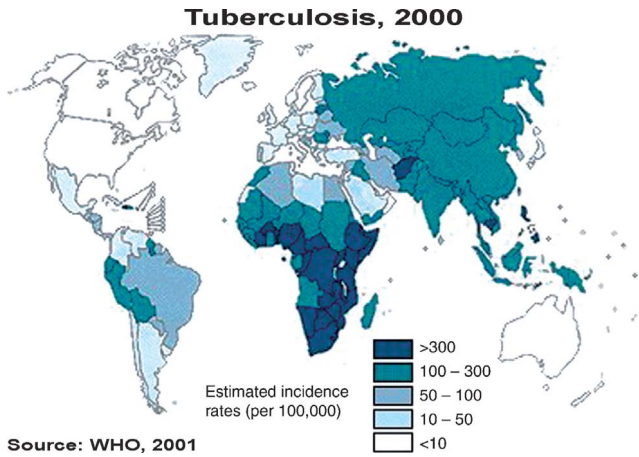 Tuberculosis, 2000
>300
100 – 300
50 – 100
10 – 50
<10
Estimated incidence
rates (per 100,000)
Source: WHO, 2001